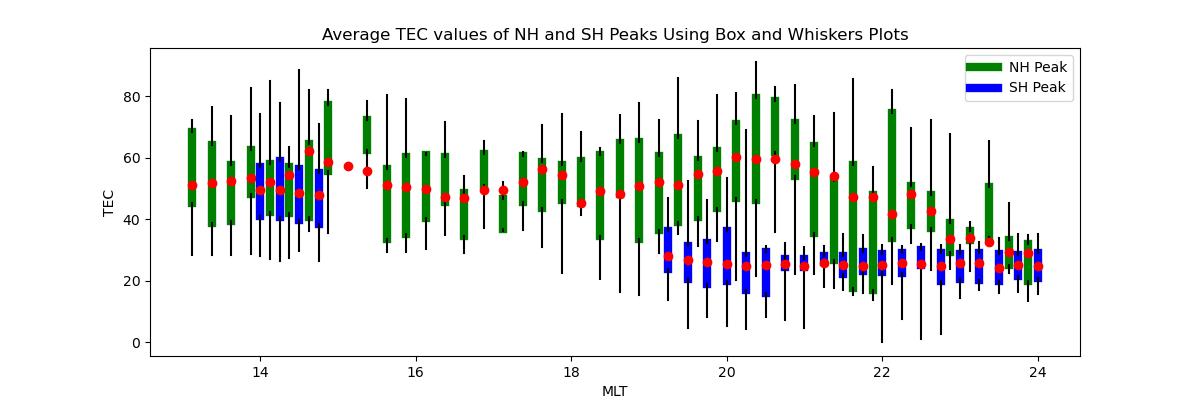 Average TEC values of NH and SH Peaks Using Box and Whiskers Plots
NH Peak
SH Peak
TEC
80
60
40
20
0
14 16 18 20 22 24
MLT